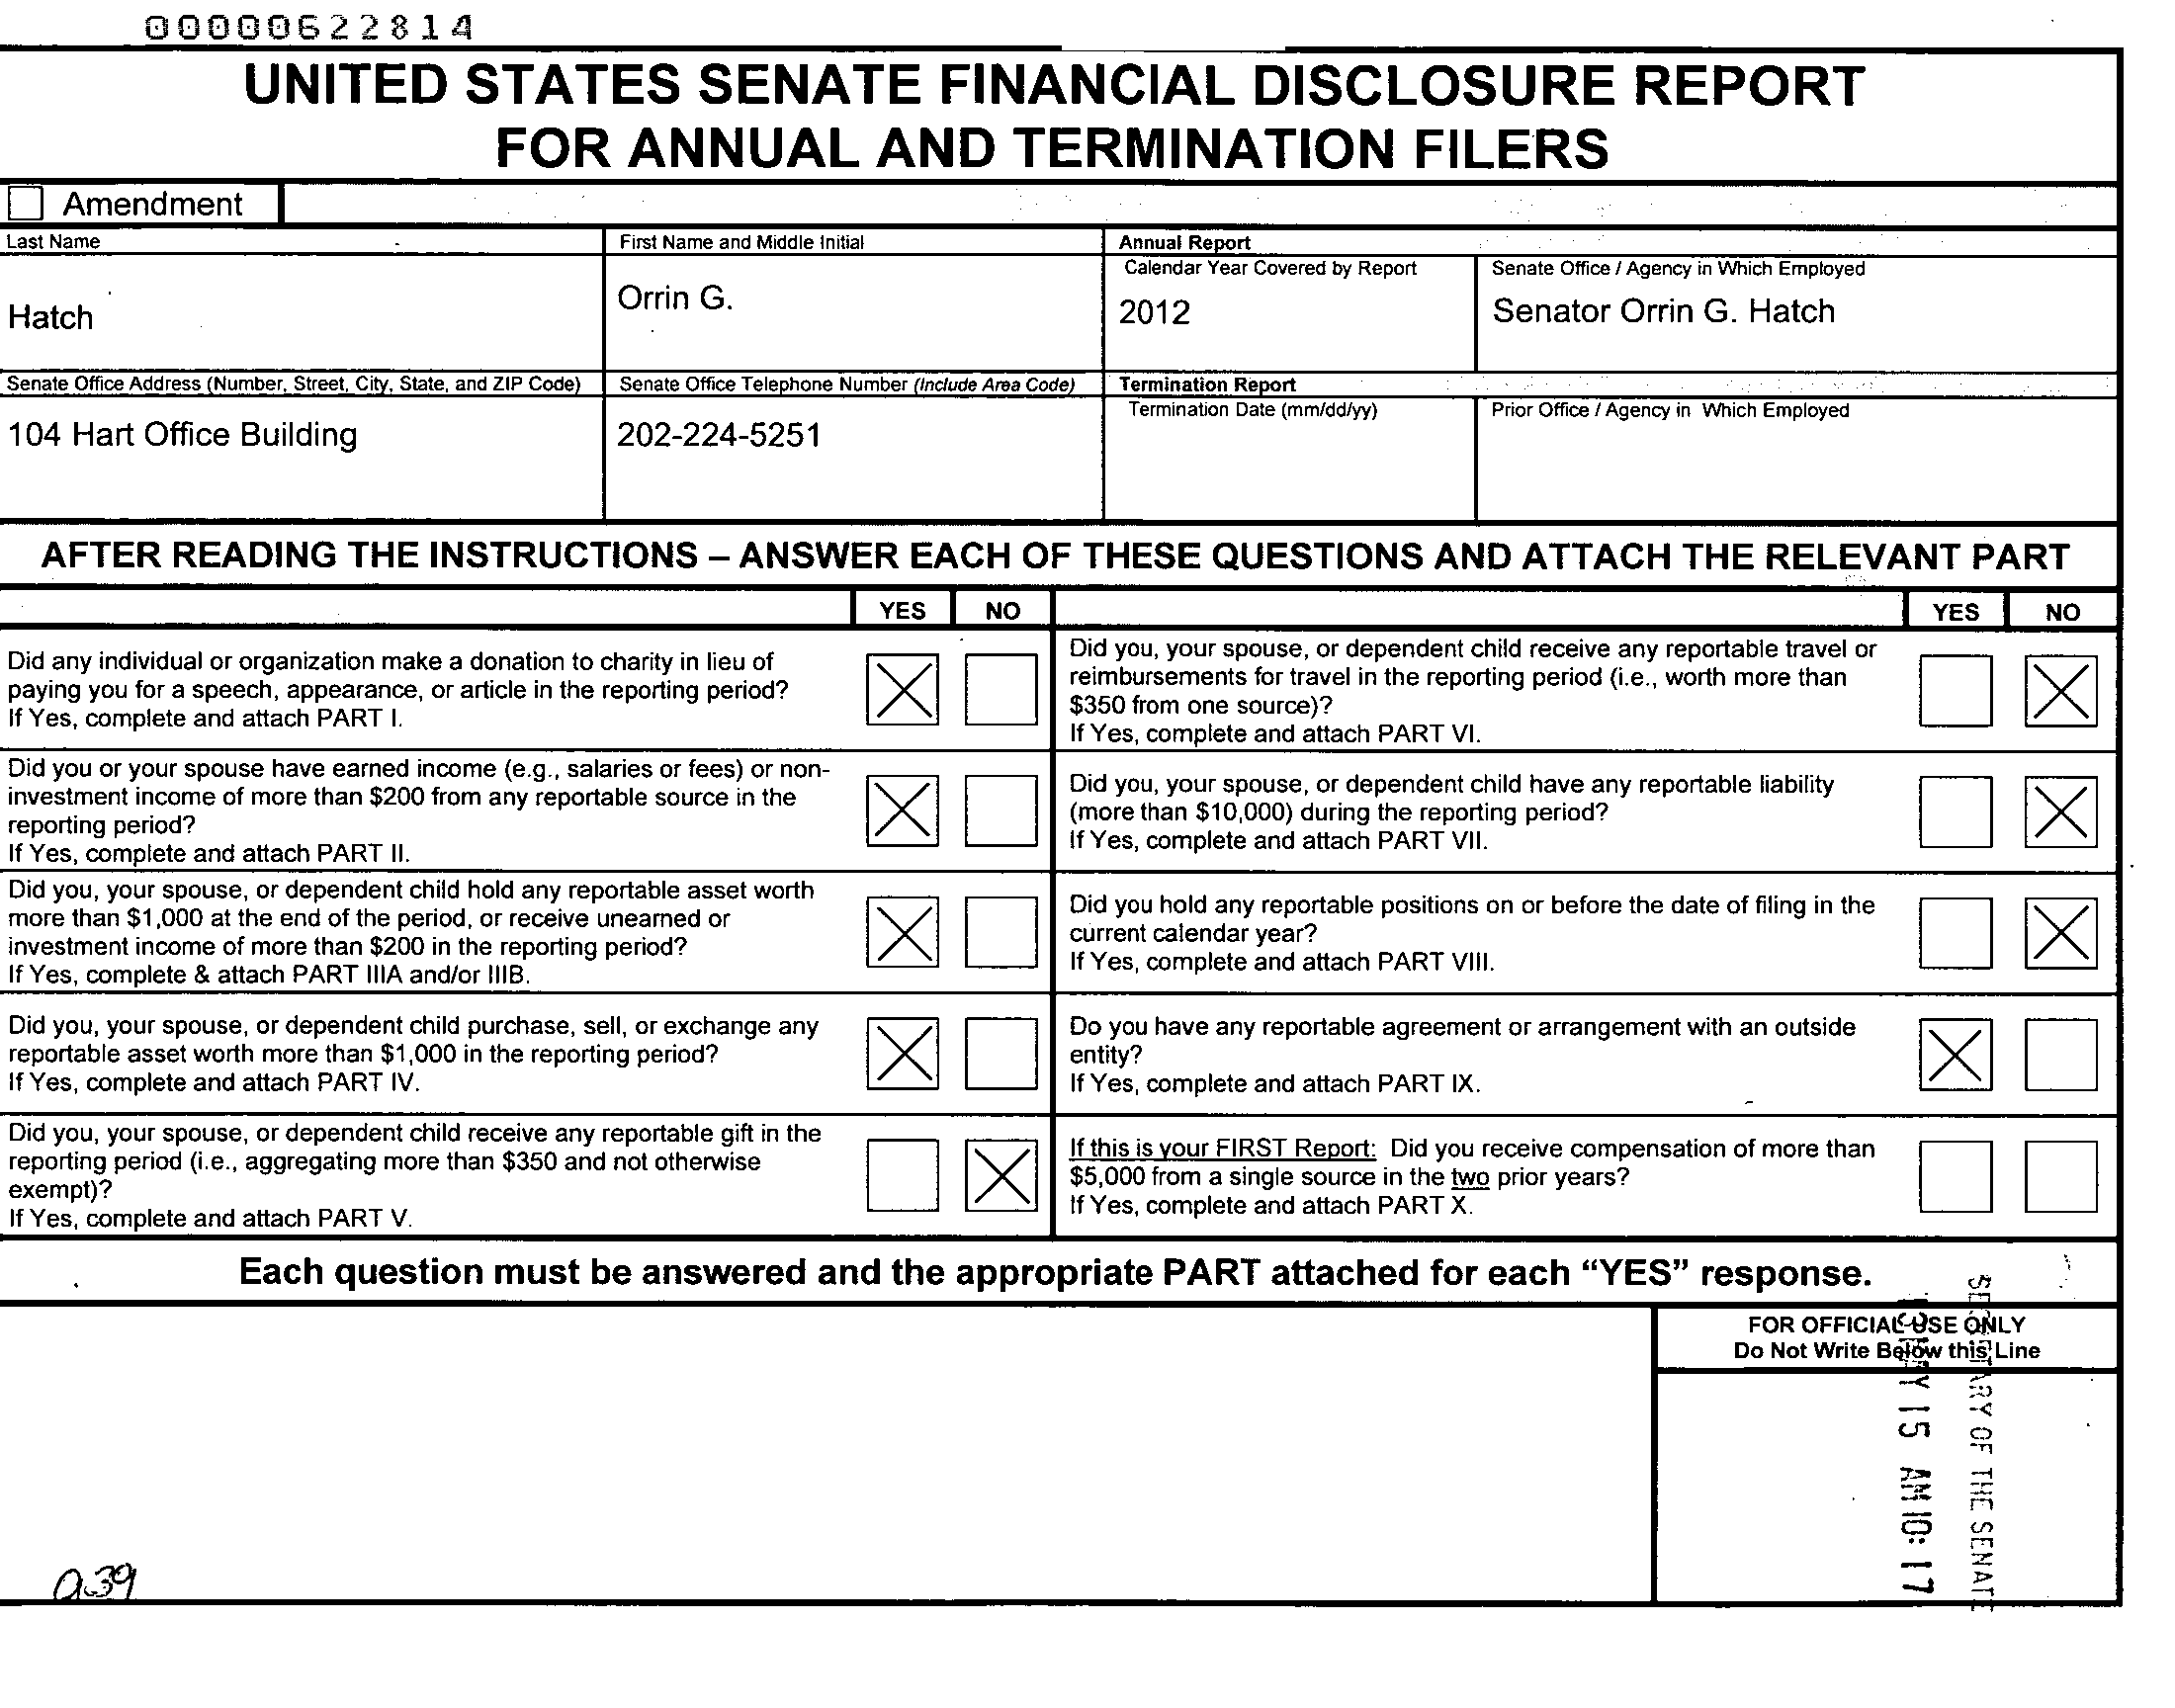 00000622814
UNITED STATES SENATE FINANCIAL DISCLOSURE REPORT
FOR ANNUAL AND TERMINATION FILERS
Amendment
Last Name
Hatch
First Name and Middle Initial
Orrin G.
Annual Report
Calendar Year Covered by Report
2012
Senate Office / Agency in Which Employed
Senator Orrin G. Hatch
Senate Office Address (Number, Street, City, State, and ZIP Code)
104 Hart Office Building
Senate Office Telephone Number (Include Area Code)
202-224-5251
Termination Report
Termination Date (mm/dd/yy)
Prior Office / Agency in Which Employed
AFTER READING THE INSTRUCTIONS – ANSWER EACH OF THESE QUESTIONS AND ATTACH THE RELEVANT PART
YES NO
Did any individual or organization make a donation to charity in lieu of
paying you for a speech, appearance, or article in the reporting period?
If Yes, complete and attach PART I.
Did you or your spouse have earned income (e.g., salaries or fees) or non-
investment income of more than $200 from any reportable source in the
reporting period?
If Yes, complete and attach PART II.
Did you, your spouse, or dependent child hold any reportable asset worth
more than $1,000 at the end of the period, or receive unearned or
investment income of more than $200 in the reporting period?
If Yes, complete & attach PART IIIA and/or IIIB.
Did you, your spouse, or dependent child purchase, sell, or exchange any
reportable asset worth more than $1,000 in the reporting period?
If Yes, complete and attach PART IV.
Did you, your spouse, or dependent child receive any reportable gift in the
reporting period (i.e., aggregating more than $350 and not otherwise
exempt)?
If Yes, complete and attach PART V.
YES NO
Did you, your spouse, or dependent child receive any reportable travel or
reimbursements for travel in the reporting period (i.e., worth more than
$350 from one source)?
If Yes, complete and attach PART VI.
Did you, your spouse, or dependent child have any reportable liability
(more than $10,000) during the reporting period?
If Yes, complete and attach PART VII.
Did you hold any reportable positions on or before the date of filing in the
current calendar year?
If Yes, complete and attach PART VIII.
Do you have any reportable agreement or arrangement with an outside
entity?
If Yes, complete and attach PART IX.
If this is your FIRST Report: Did you receive compensation of more than
$5,000 from a single source in the two prior years?
If Yes, complete and attach PART X.
Each question must be answered and the appropriate PART attached for each “YES” response.
FOR OFFICIAL USE ONLY
Do Not Write Below this Line
SECRETARY OF THE SENATE
15 AM 10: 17